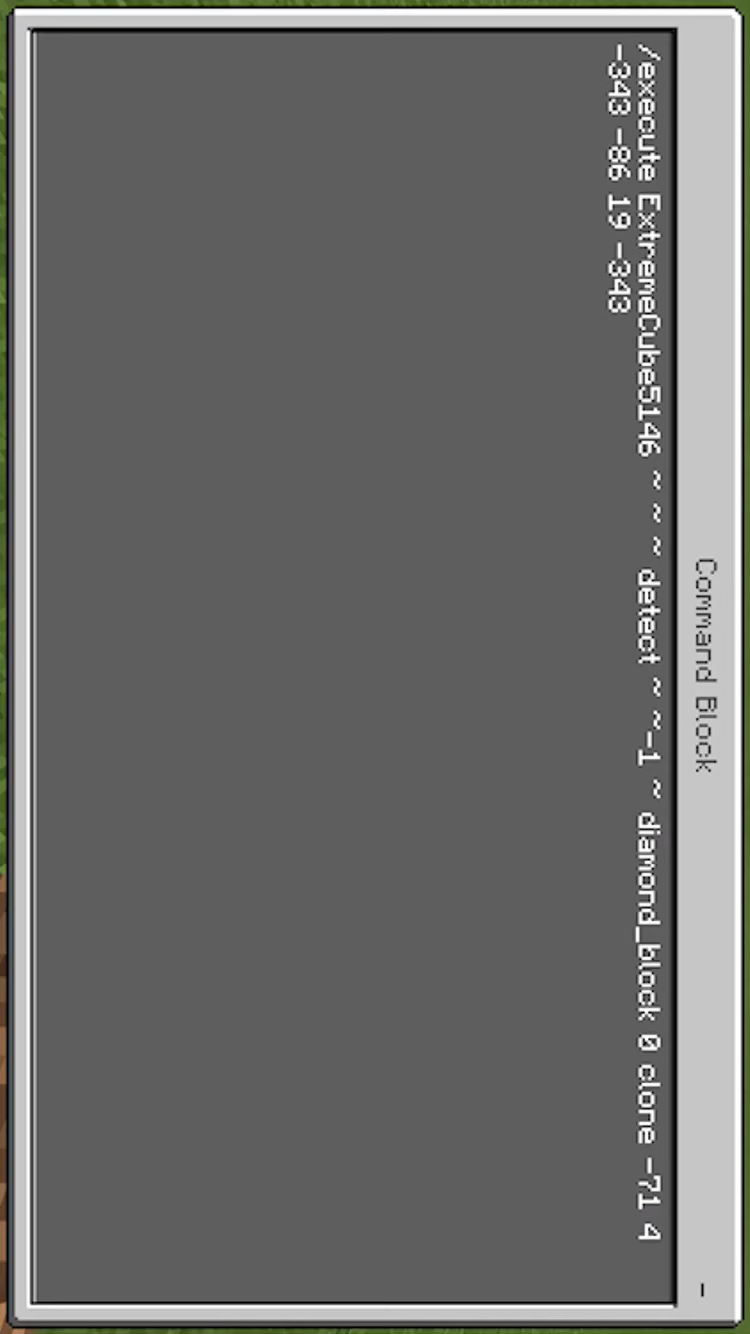 Command Block
/execute ExtremeCube5146 ~ ~ ~ detect ~ ~-1 ~ diamond_block 0 clone -71 4
-343 -86 19 -343